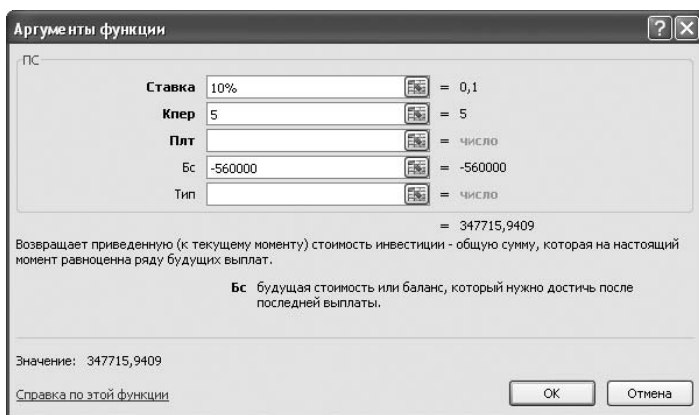 Аргументы функции
ПС
Ставка 10% = 0,1
Кпер 5 = 5
Плт = число
Бс -560000 = -560000
Тип = число
= 347715,9409
Возвращает приведенную (к текущему моменту) стоимость инвестиции - общую сумму, которая на настоящий
момент равноценна ряду будущих выплат.
Бс будущая стоимость или баланс, который нужно достичь после
последней выплаты.
Значение: 347715,9409
Справка по этой функции
ОК
Отмена